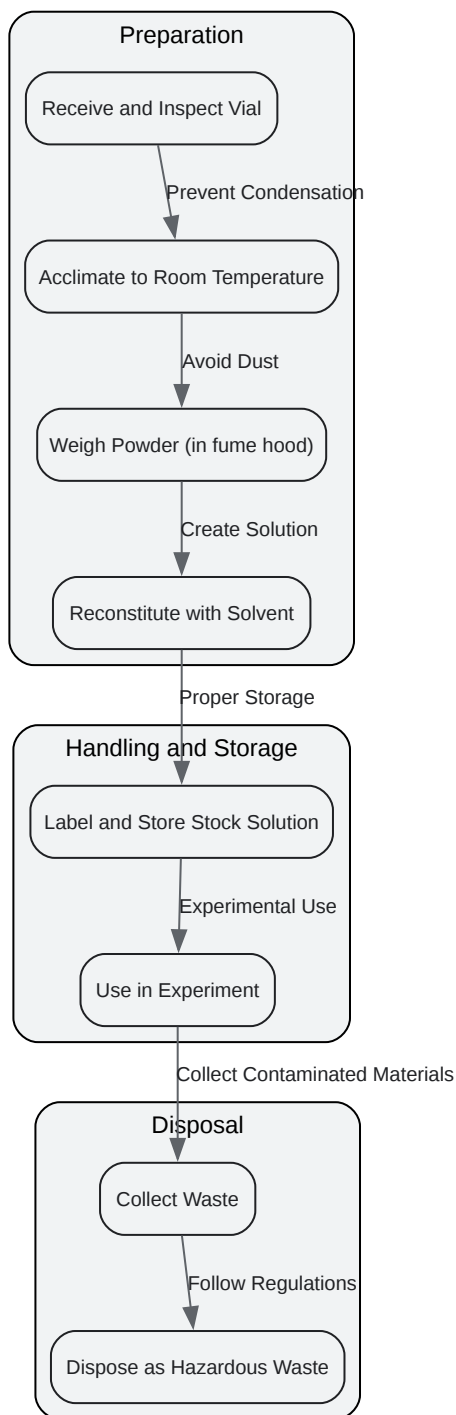 Preparation
Receive and Inspect Vial
Prevent Condensation
Acclimate to Room Temperature
Avoid Dust
Weigh Powder (in fume hood)
Create Solution
Reconstitute with Solvent
Proper Storage
Handling and Storage
Label and Store Stock Solution
Experimental Use
Use in Experiment
Collect Contaminated Materials
Disposal
Collect Waste
Follow Regulations
Dispose as Hazardous Waste